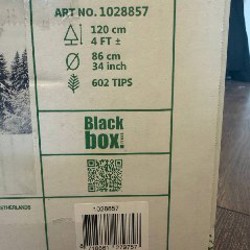 ART NO. 1028857
120 cm
4 FT ±
86 cm
34 inch
602 TIPS
Black
box!
1028857